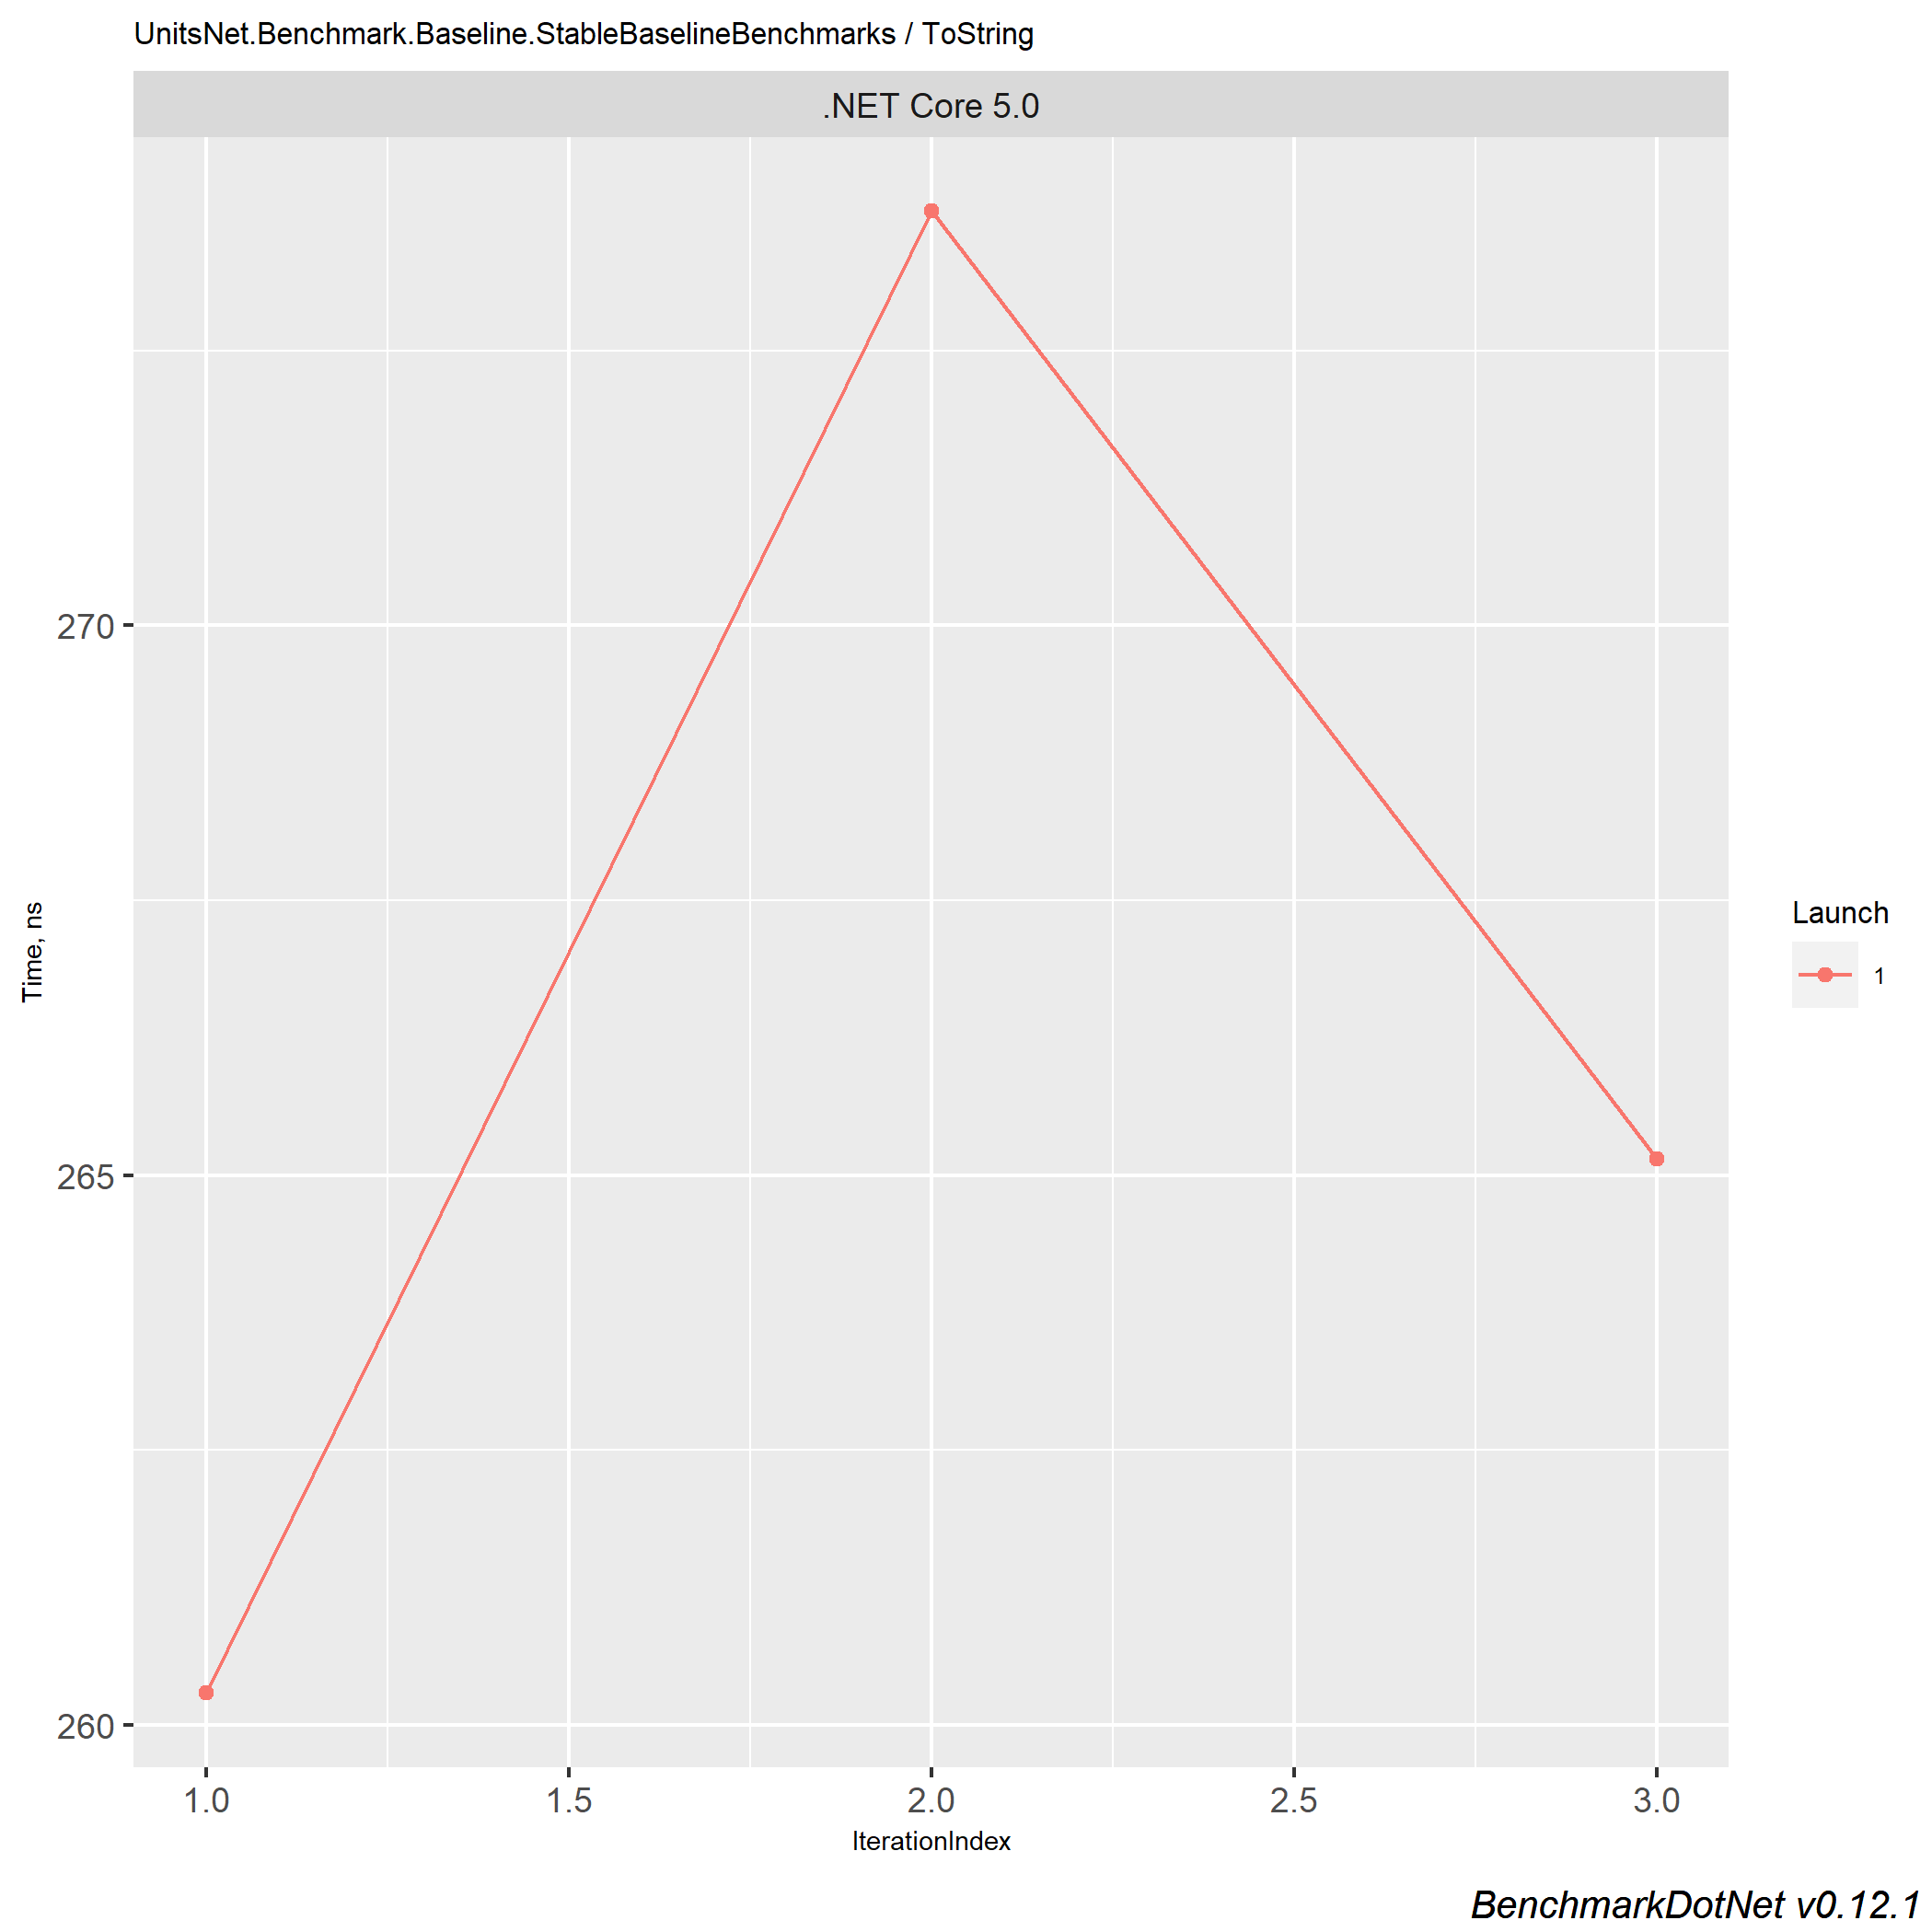 UnitsNet.Benchmark.Baseline.StableBaselineBenchmarks / ToString
.NET Core 5.0
270
265
260
Time, ns
1.0 1.5 2.0 2.5 3.0
IterationIndex
Launch
1
BenchmarkDotNet v0.12.1